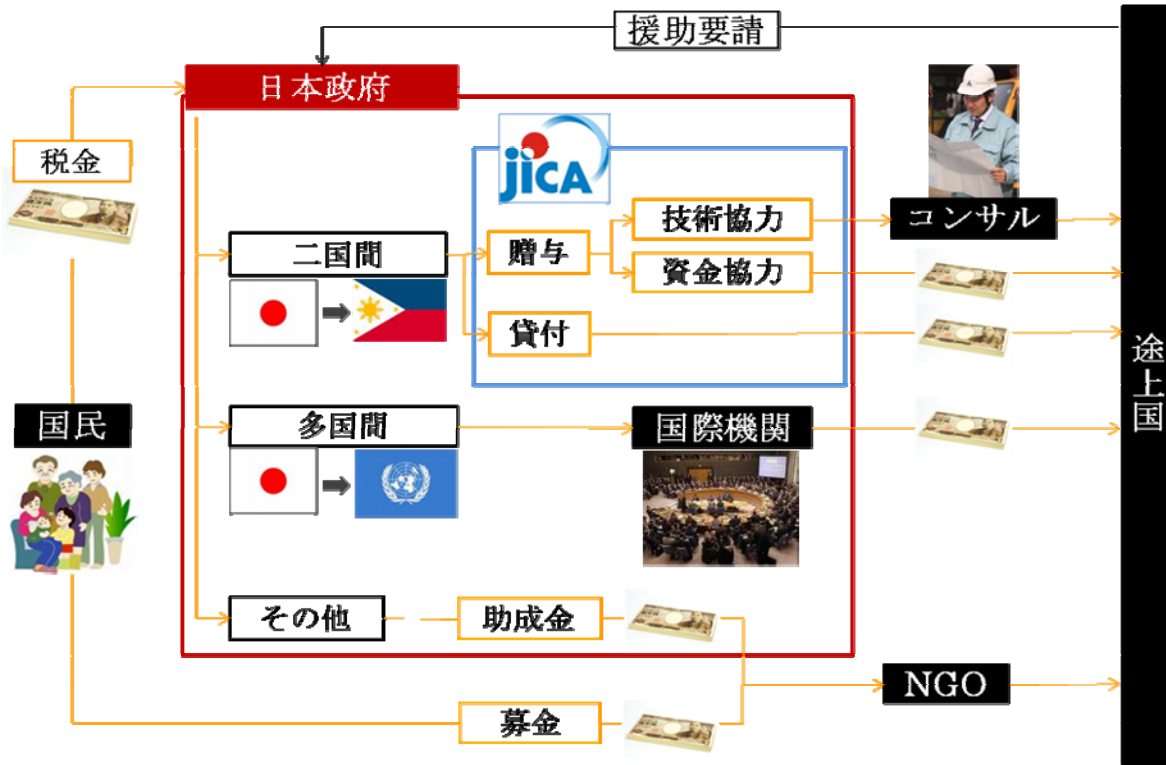 援助要請
日本政府
税金
JICA
技術協力
コンサル
二国間
贈与
資金協力
貸付
途上国
国民
多国間
国際機関
その他
助成金
NGO
募金